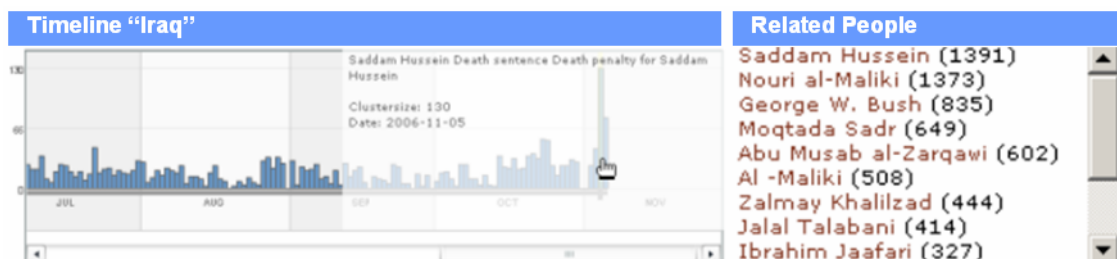 Timeline “Iraq”
130
66
0
Saddam Hussein Death sentence Death penalty for Saddam
Hussein
Clustersize: 130
Date: 2006-11-05
JUL
AUG
SEP
OCT
NOV
Related People
Saddam Hussein (1391)
Nouri al-Maliki (1373)
George W. Bush (835)
Moqtada Sadr (649)
Abu Musab al-Zarqawi (602)
Al -Maliki (508)
Zalmay Khalilzad (444)
Jalal Talabani (414)
Ibrahim Jaafari (327)